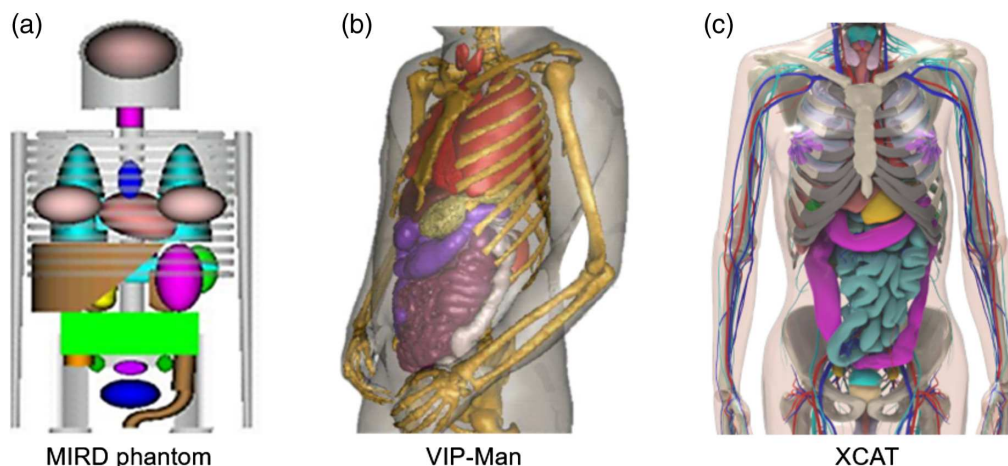 (a)
(b)
(c)
MIRD phantom
VIP-Man
XCAT